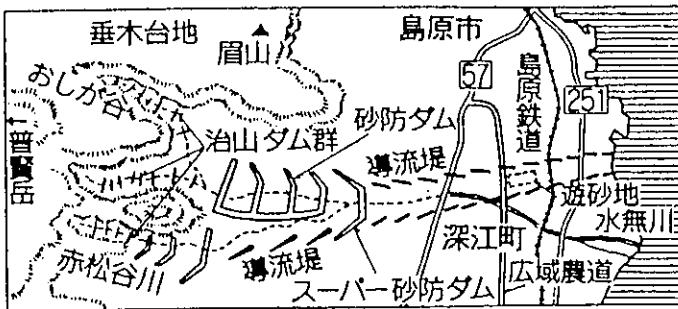 垂木台地
眉山
島原市
おしが谷
57
島原鉄道
251
←普賢岳
治山ダム群
砂防ダム
導流堤
遊砂地
水無川
深江町
赤松谷川
導流堤
広域農道
スーパー砂防ダム